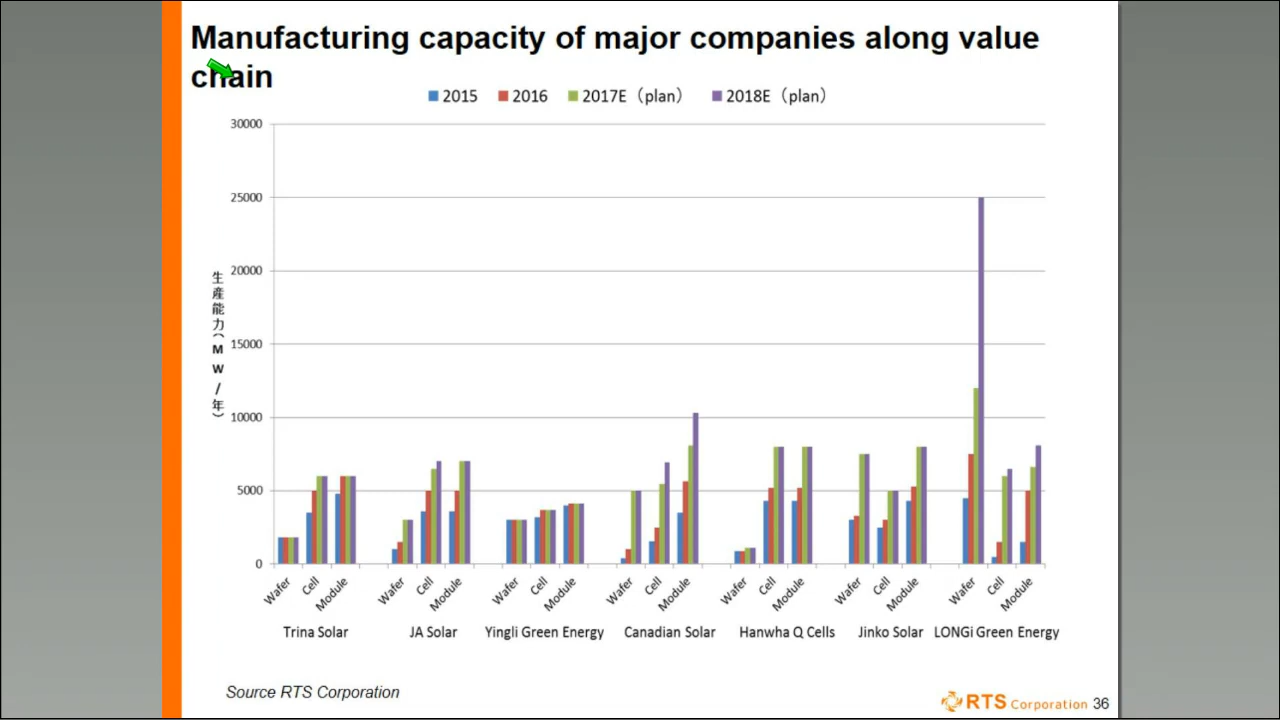 Manufacturing capacity of major companies along value
chain
2015 2016 2017E（plan） 2018E（plan）
30000
25000
20000
15000
10000
5000
0
生産能力（MW/年）
Wafer Cell Module Wafer Cell Module Wafer Cell Module Wafer Cell Module Wafer Cell Module Wafer Cell Module Wafer Cell Module
Trina Solar JA Solar Yingli Green Energy Canadian Solar Hanwha Q Cells Jinko Solar LONGi Green Energy
Source RTS Corporation
RTS Corporation 36